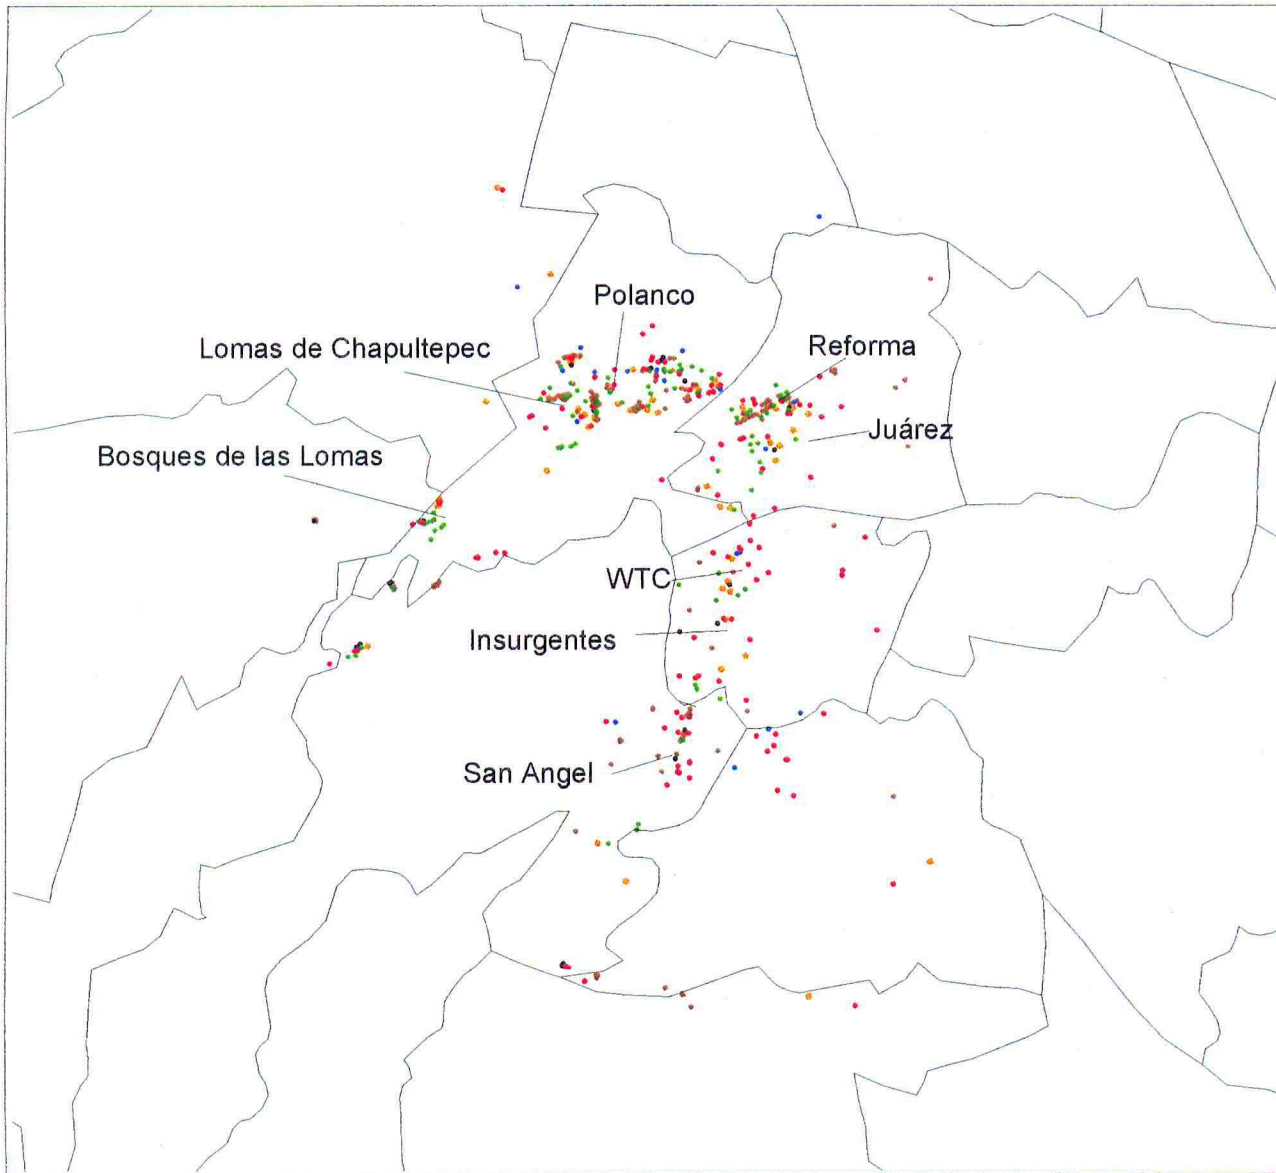 Polanco
Lomas de Chapultepec
Reforma
Juárez
Bosques de las Lomas
WTC
Insurgentes
San Angel